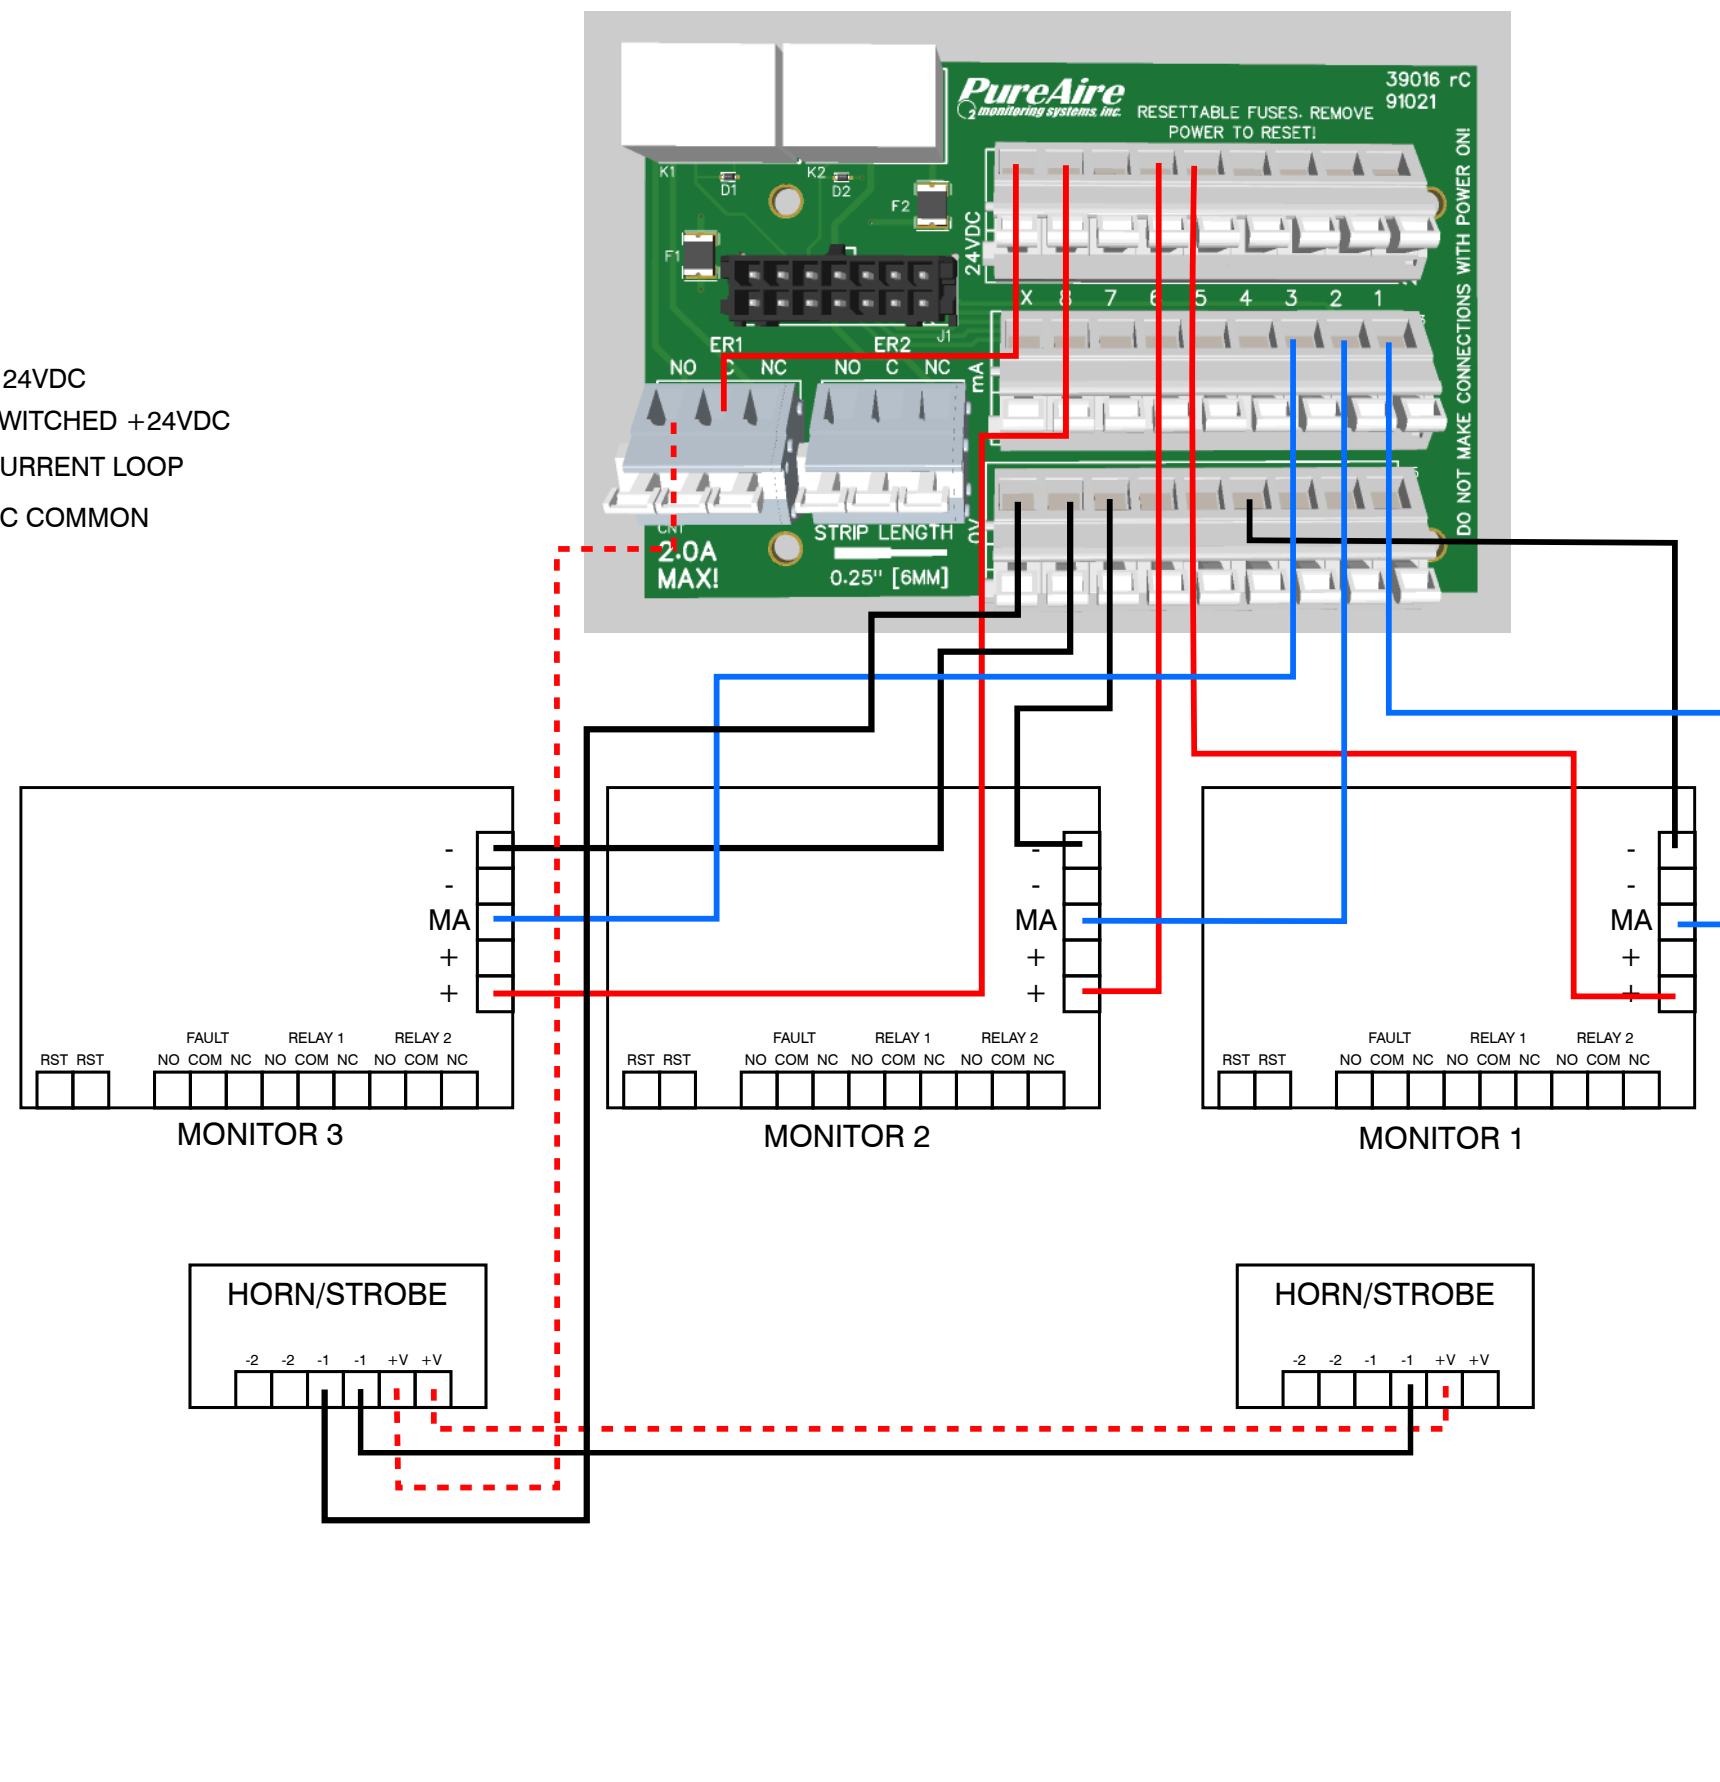 PureAire
monitoring systems, inc.
39016 rC
91021
RESETTABLE FUSES. REMOVE
POWER TO RESET!
DO NOT MAKE CONNECTIONS WITH POWER ON!
K1
D1
K2
D2
F2
F1
24VDC
X 8 7 6 5 4 3 2 1
J1
ER1
NO C NC
ER2
NO C NC
mA
0V
CN1
2.0A
MAX!
STRIP LENGTH
0.25" [6MM]
24VDC
WITCHED +24VDC
URRENT LOOP
C COMMON
-
-
MA
+
+
FAULT RELAY 1 RELAY 2
RST RST NO COM NC NO COM NC NO COM NC
MONITOR 3
-
-
MA
+
+
FAULT RELAY 1 RELAY 2
RST RST NO COM NC NO COM NC NO COM NC
MONITOR 2
-
-
MA
+
+
FAULT RELAY 1 RELAY 2
RST RST NO COM NC NO COM NC NO COM NC
MONITOR 1
HORN/STROBE
-2 -2 -1 -1 +V +V
HORN/STROBE
-2 -2 -1 -1 +V +V